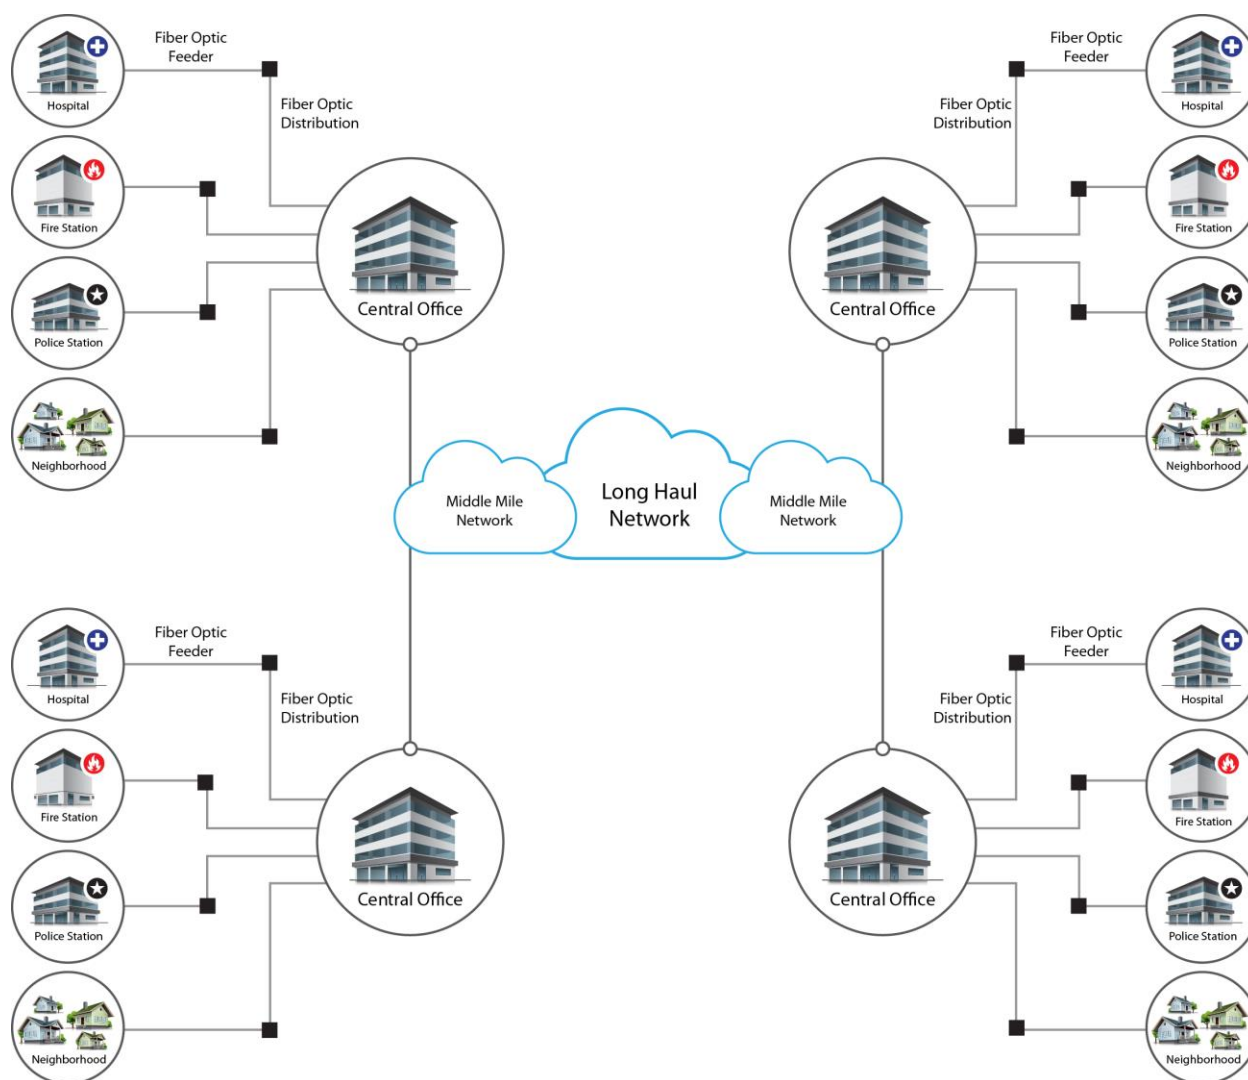 Fiber Optic
Feeder
Hospital
Fiber Optic
Distribution
Fire Station
Police Station
Neighborhood
Central Office
Fiber Optic
Feeder
Hospital
Fiber Optic
Distribution
Fire Station
Police Station
Neighborhood
Central Office
Middle Mile
Network
Long Haul
Network
Middle Mile
Network
Fiber Optic
Feeder
Hospital
Fiber Optic
Distribution
Fire Station
Police Station
Neighborhood
Central Office
Fiber Optic
Feeder
Hospital
Fiber Optic
Distribution
Fire Station
Police Station
Neighborhood
Central Office